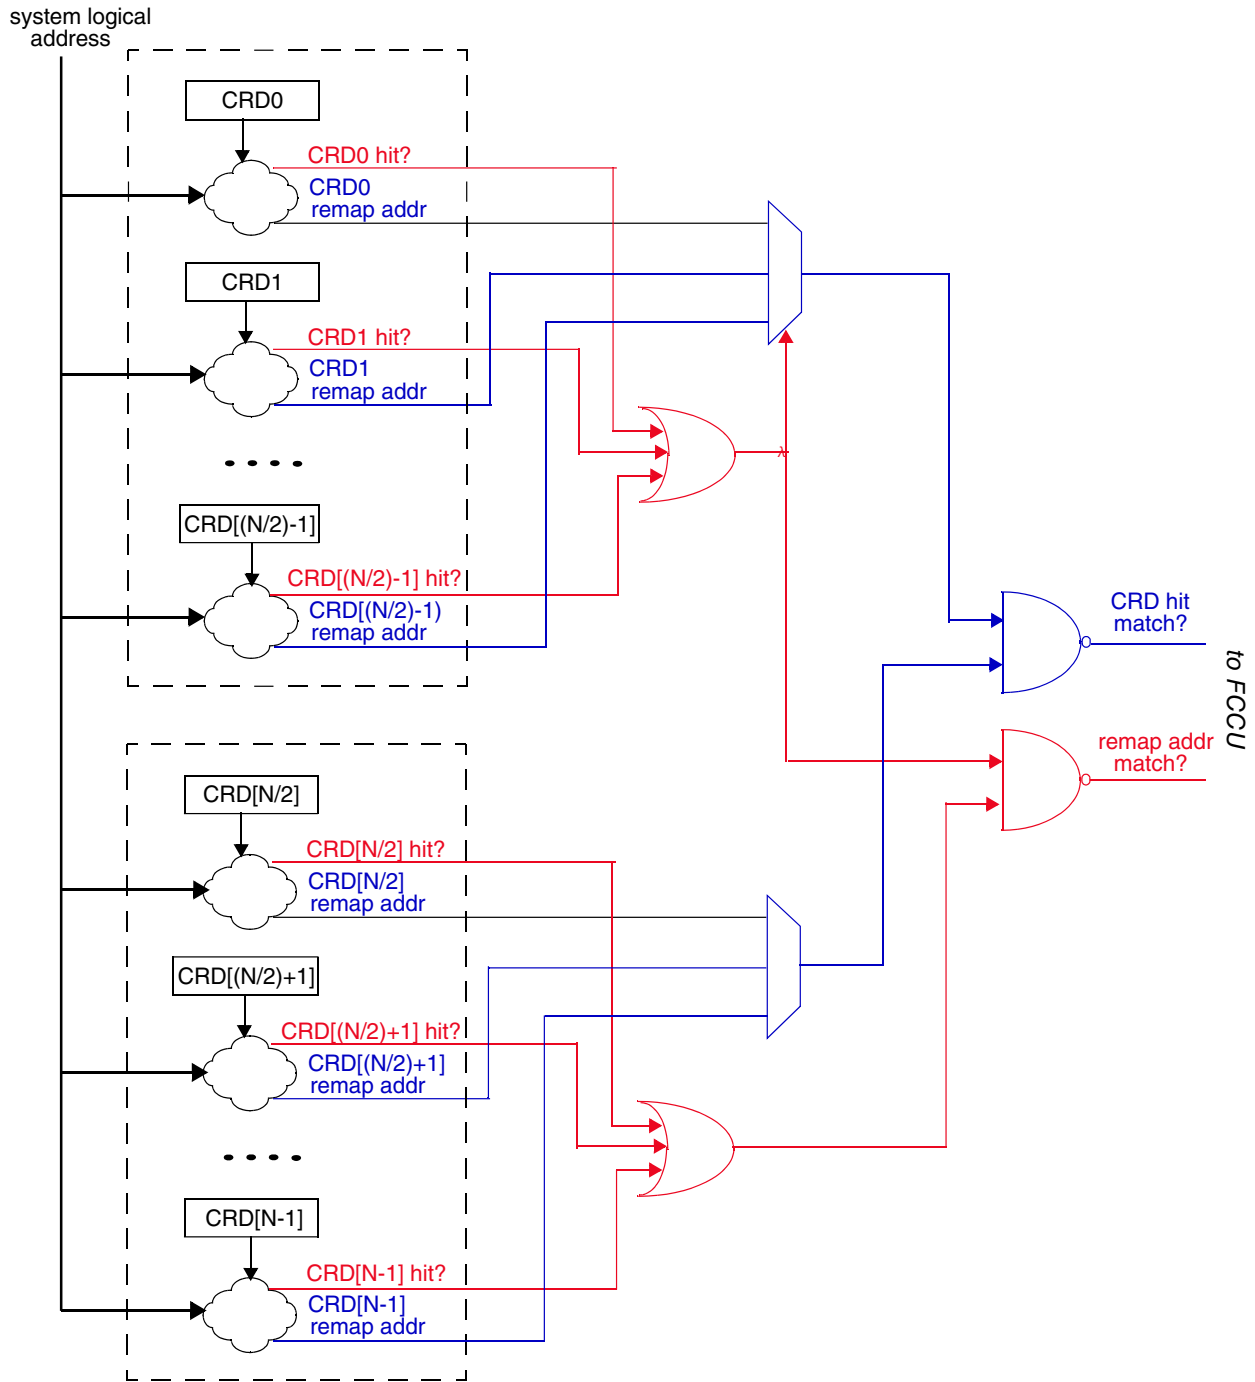 system logical
address
CRD0
CRD0 hit?
CRD0
remap addr
CRD1
CRD1 hit?
CRD1
remap addr
CRD[(N/2)-1]
CRD[(N/2)-1] hit?
CRD[(N/2)-1)
remap addr
λ
CRD hit
match?
to FCCU
remap addr
match?
CRD[N/2]
CRD[N/2] hit?
CRD[N/2]
remap addr
CRD[(N/2)+1]
CRD[(N/2)+1] hit?
CRD[(N/2)+1]
remap addr
CRD[N-1]
CRD[N-1] hit?
CRD[N-1]
remap addr